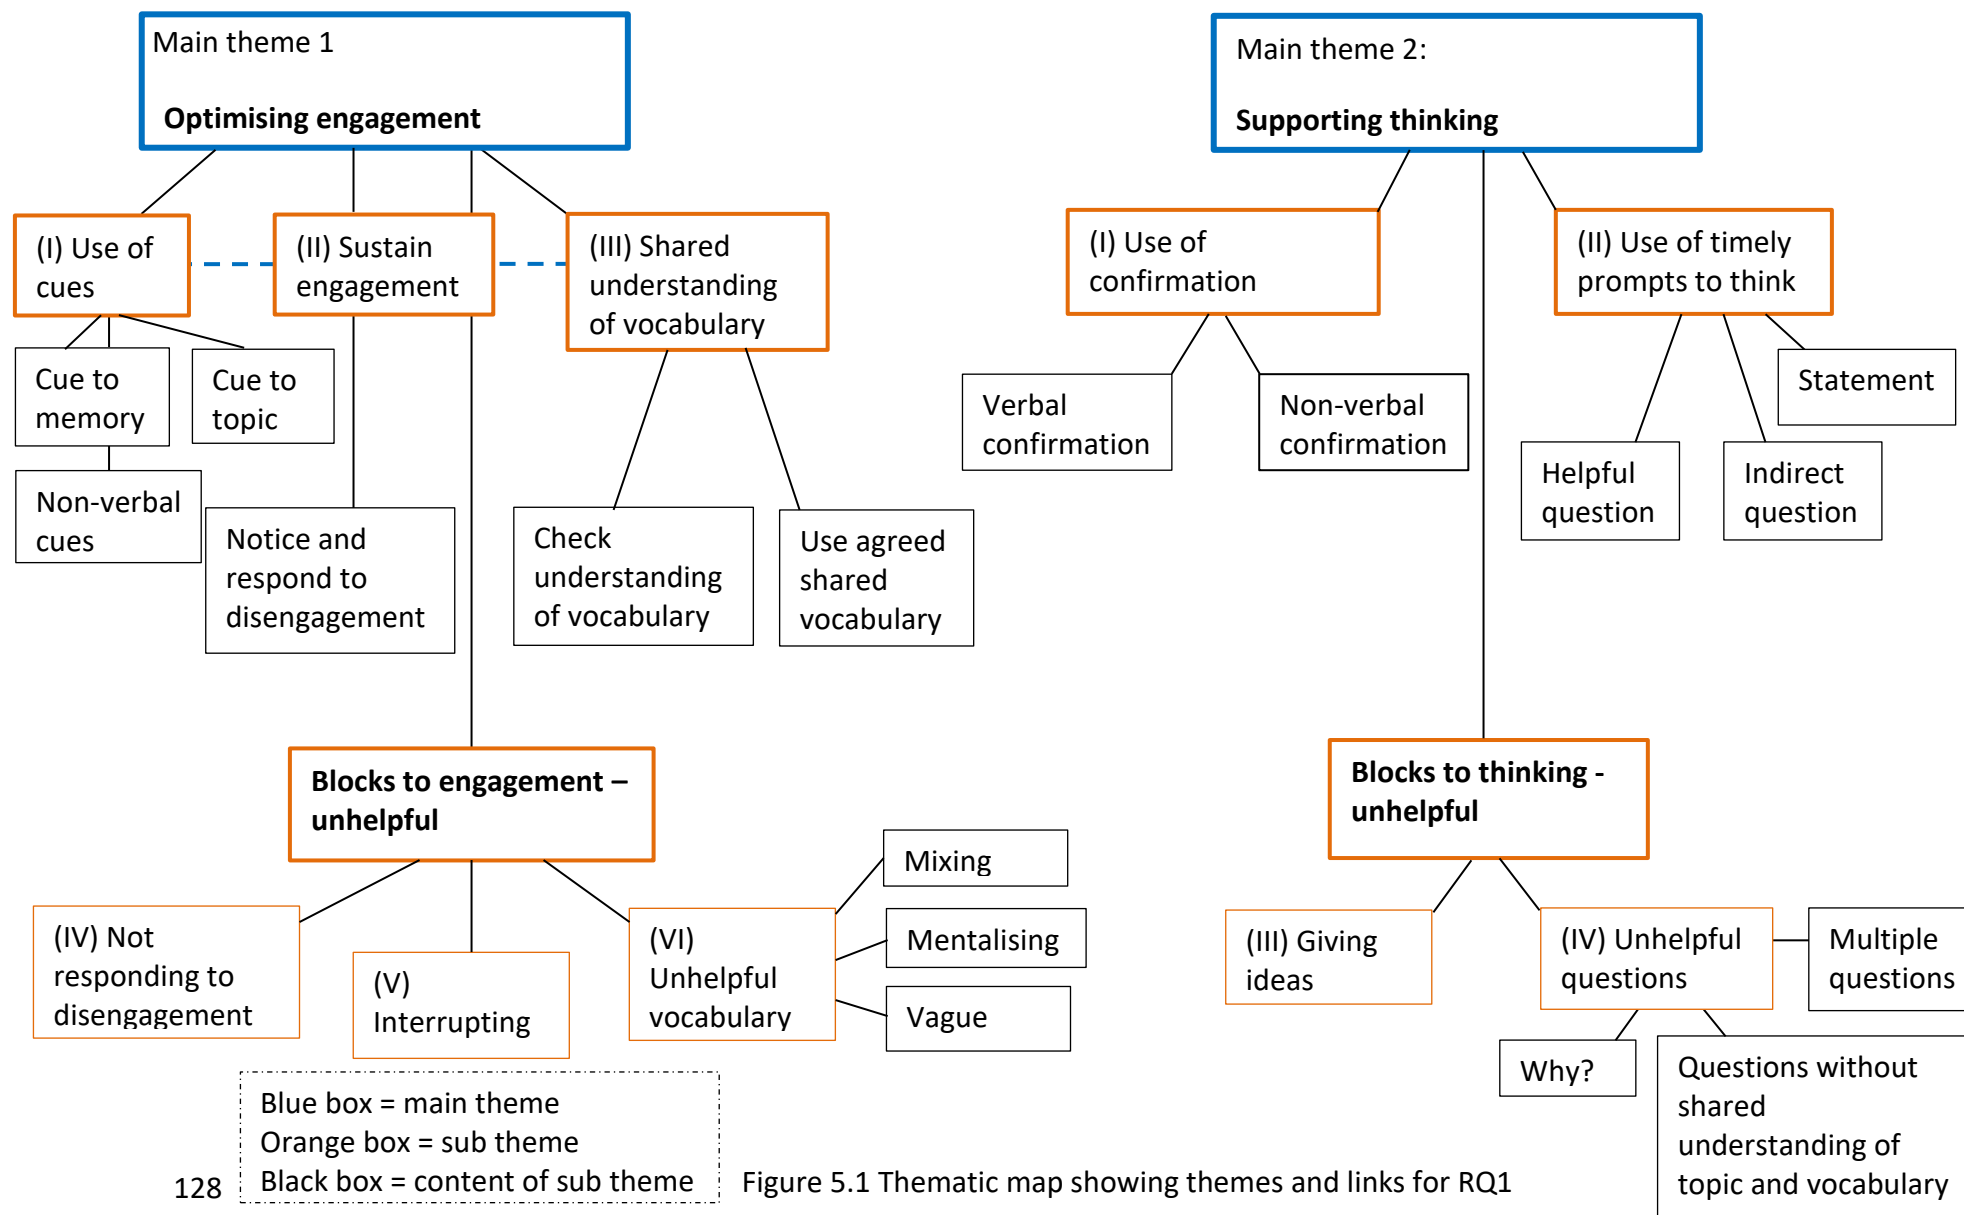 Main theme 1
Optimising engagement
(I) Use of
cues
(II) Sustain
engagement
(III) Shared
understanding
of vocabulary
Cue to
memory
Cue to
topic
Non-verbal
cues
Notice and
respond to
disengagement
Check
understanding
of vocabulary
Use agreed
shared
vocabulary
Blocks to engagement –
unhelpful
(IV) Not
responding to
disengagement
(V)
Interrupting
(VI)
Unhelpful
vocabulary
Mixing
Mentalising
Vague
Main theme 2:
Supporting thinking
(I) Use of
confirmation
(II) Use of timely
prompts to think
Verbal
confirmation
Non-verbal
confirmation
Statement
Helpful
question
Indirect
question
Blocks to thinking -
unhelpful
(III) Giving
ideas
(IV) Unhelpful
questions
Multiple
questions
Why?
Questions without
shared
understanding of
topic and vocabulary
Blue box = main theme
Orange box = sub theme
Black box = content of sub theme
128
Figure 5.1 Thematic map showing themes and links for RQ1